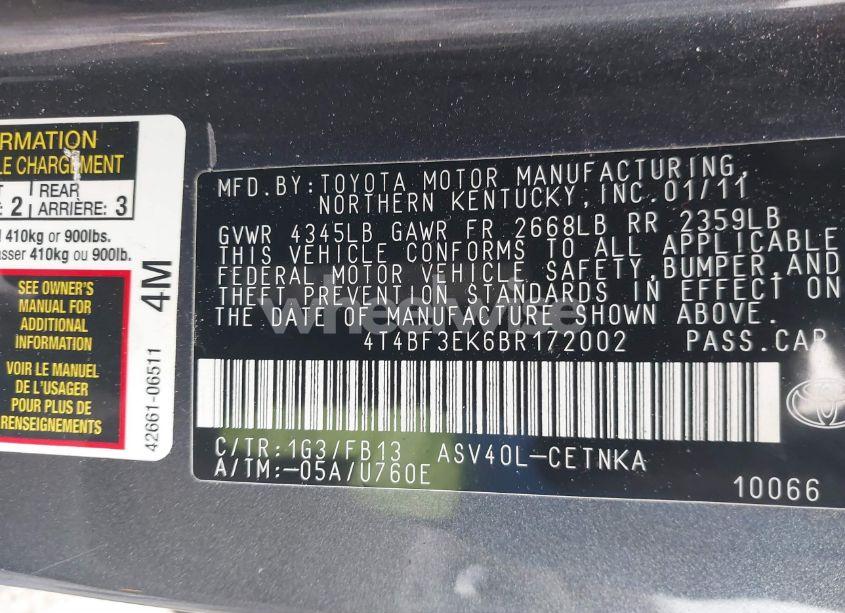 RMATION
LE CHARGEMENT
REAR
2 ARRIÈRE: 3
410kg or 900lbs.
asser 410kg ou 900lb.
SEE OWNER'S
MANUAL FOR
ADDITIONAL
INFORMATION
VOIR LE MANUEL
DE L'USAGER
POUR PLUS DE
RENSEIGNEMENTS
4M
42661-06511
MFD.BY:TOYOTA MOTOR MANUFACTURING,
NORTHERN KENTUCKY,INC.01/11
GVWR 4345LB GAWR FR 2668LB RR 2359LB
THIS VEHICLE CONFORMS TO ALL APPLICABLE
FEDERAL MOTOR VEHICLE SAFETY,BUMPER,AND
THEFT PREVENTION STANDARDS IN EFFECT ON
THE DATE OF MANUFACTURE SHOWN ABOVE.
4T4BF3EK6BR172002 PASS.CAR
C/TR:1G3/FB13 ASV40L-CETNKA
A/TM:-05A/U760E
10066
wheelwise